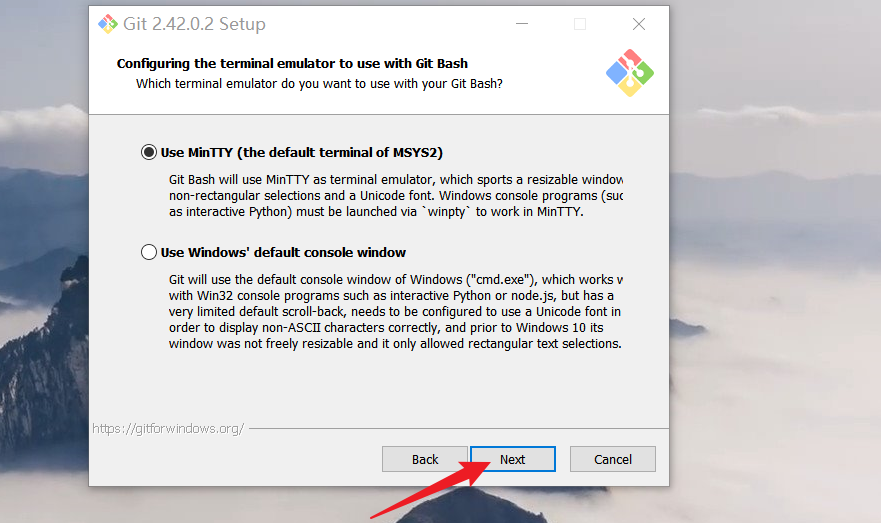 Git 2.42.0.2 Setup
Configuring the terminal emulator to use with Git Bash
Which terminal emulator do you want to use with your Git Bash?
Use MinTTY (the default terminal of MSYS2)
Git Bash will use MinTTY as terminal emulator, which sports a resizable window
non-rectangular selections and a Unicode font. Windows console programs (suc
as interactive Python) must be launched via `winpty` to work in MinTTY.
Use Windows' default console window
Git will use the default console window of Windows ("cmd.exe"), which works w
with Win32 console programs such as interactive Python or node.js, but has a
very limited default scroll-back, needs to be configured to use a Unicode font in
order to display non-ASCII characters correctly, and prior to Windows 10 its
window was not freely resizable and it only allowed rectangular text selections.
https://gitforwindows.org/
Back Next Cancel